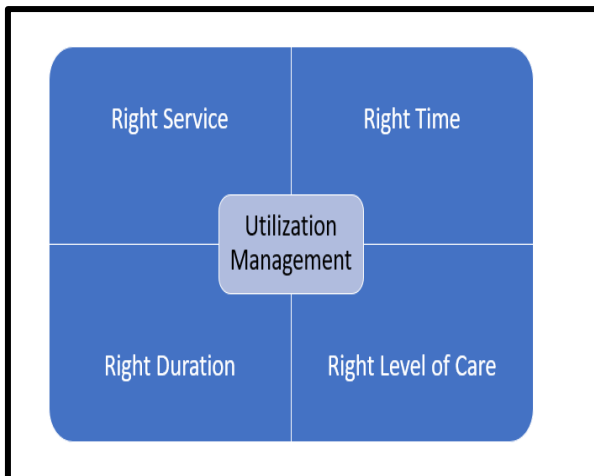 Right Service
Right Time
Utilization
Management
Right Duration
Right Level of Care